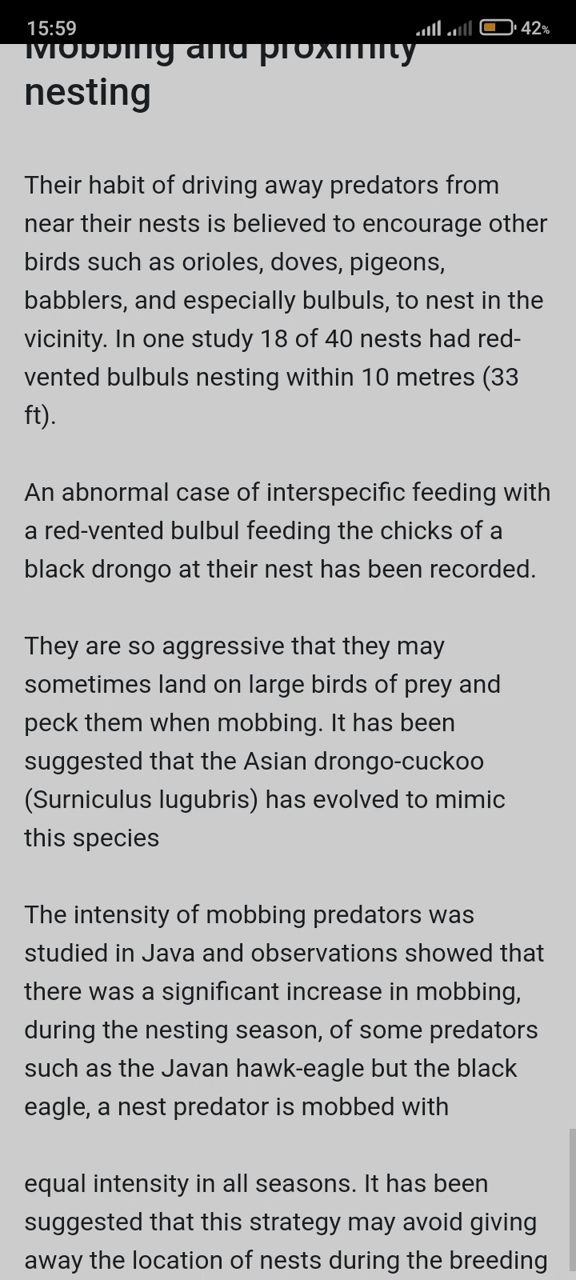 15:59
42%
Mobbing and proximity
nesting
Their habit of driving away predators from
near their nests is believed to encourage other
birds such as orioles, doves, pigeons,
babblers, and especially bulbuls, to nest in the
vicinity. In one study 18 of 40 nests had red-
vented bulbuls nesting within 10 metres (33
ft).
An abnormal case of interspecific feeding with
a red-vented bulbul feeding the chicks of a
black drongo at their nest has been recorded.
They are so aggressive that they may
sometimes land on large birds of prey and
peck them when mobbing. It has been
suggested that the Asian drongo-cuckoo
(Surniculus lugubris) has evolved to mimic
this species
The intensity of mobbing predators was
studied in Java and observations showed that
there was a significant increase in mobbing,
during the nesting season, of some predators
such as the Javan hawk-eagle but the black
eagle, a nest predator is mobbed with
equal intensity in all seasons. It has been
suggested that this strategy may avoid giving
away the location of nests during the breeding